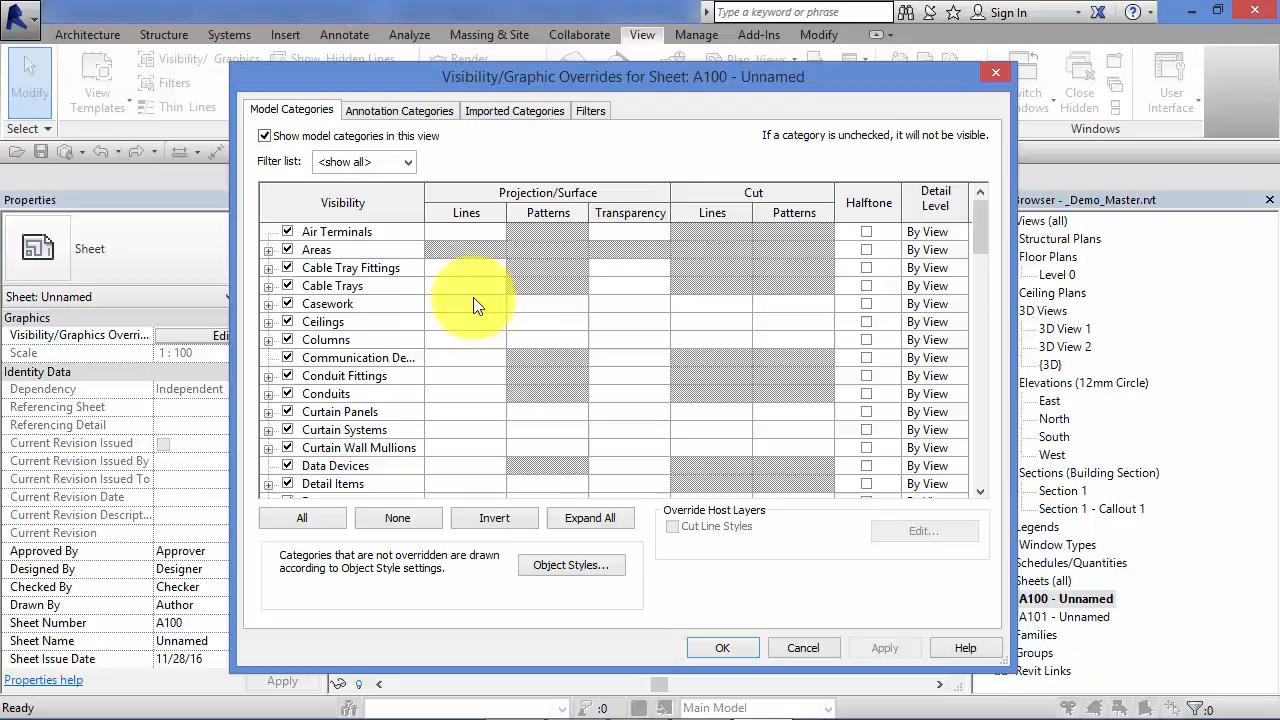 Type a keyword or phrase
Sign In
Architecture Structure Systems Insert Annotate Analyze Massing & Site Collaborate View Manage Add-Ins Modify
Modify
View
Templates
Visibility/ Graphics
Filters
Thin Lines
Show Hidden Lines
Render
Plan Views
Switch
Windows
Close
Hidden
User
Interface
Select
Windows
Visibility/Graphic Overrides for Sheet: A100 - Unnamed
Model Categories Annotation Categories Imported Categories Filters
Show model categories in this view
If a category is unchecked, it will not be visible.
Filter list: <show all>
Visibility Projection/Surface Cut Halftone Detail Level
Lines Patterns Transparency Lines Patterns
Air Terminals By View
Areas By View
Cable Tray Fittings By View
Cable Trays By View
Casework By View
Ceilings By View
Columns By View
Communication De... By View
Conduit Fittings By View
Conduits By View
Curtain Panels By View
Curtain Systems By View
Curtain Wall Mullions By View
Data Devices By View
Detail Items By View
All None Invert Expand All
Override Host Layers
Cut Line Styles
Edit...
Categories that are not overridden are drawn
according to Object Style settings.
Object Styles...
OK Cancel Apply Help
Properties
Sheet
Sheet: Unnamed
Graphics
Visibility/Graphics Overri... Edi
Scale 1 : 100
Identity Data
Dependency Independent
Referencing Sheet
Referencing Detail
Current Revision Issued
Current Revision Issued By
Current Revision Issued To
Current Revision Date
Current Revision Descript...
Current Revision
Approved By Approver
Designed By Designer
Checked By Checker
Drawn By Author
Sheet Number A100
Sheet Name Unnamed
Sheet Issue Date 11/28/16
Properties help
Apply
Browser - _Demo_Master.rvt
Views (all)
Structural Plans
Floor Plans
Level 0
Ceiling Plans
3D Views
3D View 1
3D View 2
{3D}
Elevations (12mm Circle)
East
North
South
West
Sections (Building Section)
Section 1
Section 1 - Callout 1
Legends
Window Types
Schedules/Quantities
Sheets (all)
A100 - Unnamed
A101 - Unnamed
Families
Groups
Revit Links
Ready
:0
Main Model
:0